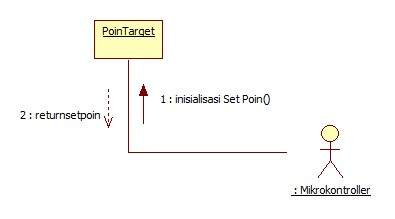 PoinTarget
1 : inisialisasi Set Poin()
2 : returnsetpoin
: Mikrokontroller